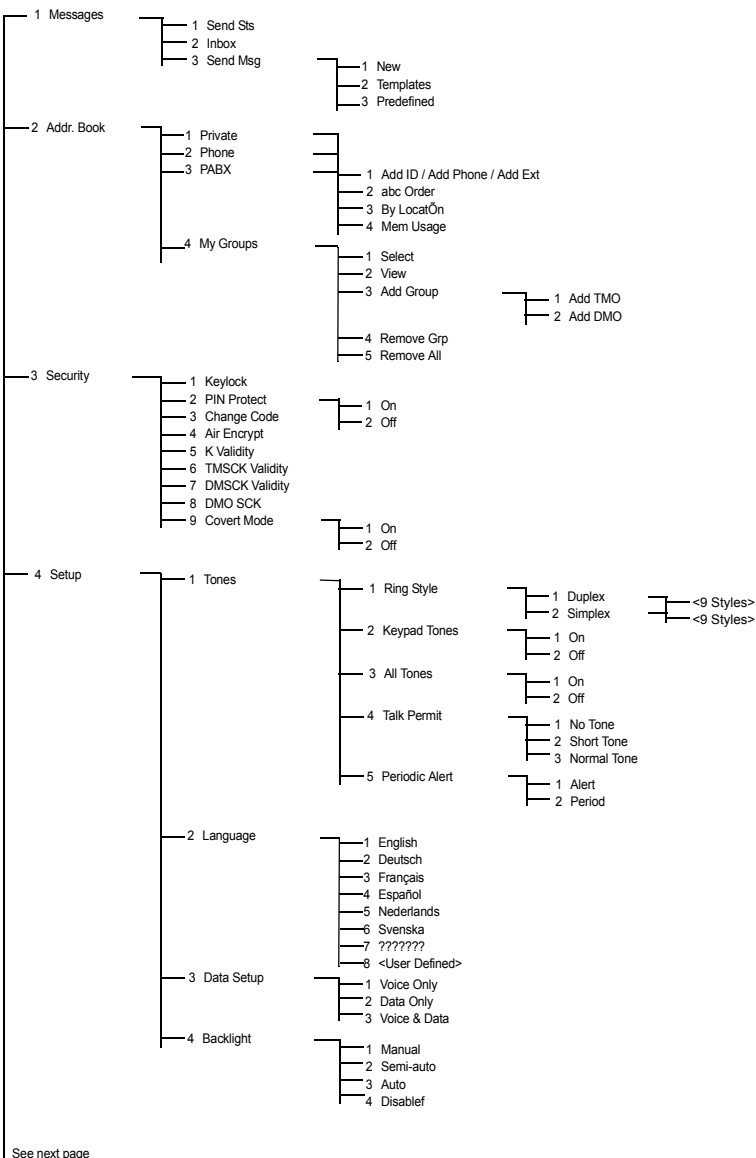 1 Messages
1 Send Sts
2 Inbox
3 Send Msg
1 New
2 Templates
3 Predefined
2 Addr. Book
1 Private
2 Phone
3 PABX
1 Add ID / Add Phone / Add Ext
2 abc Order
3 By LocatÕn
4 Mem Usage
4 My Groups
1 Select
2 View
3 Add Group
1 Add TMO
2 Add DMO
4 Remove Grp
5 Remove All
3 Security
1 Keylock
2 PIN Protect
1 On
2 Off
3 Change Code
4 Air Encrypt
5 K Validity
6 TMSCK Validity
7 DMSCK Validity
8 DMO SCK
9 Covert Mode
1 On
2 Off
4 Setup
1 Tones
1 Ring Style
1 Duplex
<9 Styles>
2 Simplex
<9 Styles>
2 Keypad Tones
1 On
2 Off
3 All Tones
1 On
2 Off
4 Talk Permit
1 No Tone
2 Short Tone
3 Normal Tone
5 Periodic Alert
1 Alert
2 Period
2 Language
1 English
2 Deutsch
3 Français
4 Español
5 Nederlands
6 Svenska
7 ???????
8 <User Defined>
3 Data Setup
1 Voice Only
2 Data Only
3 Voice & Data
4 Backlight
1 Manual
2 Semi-auto
3 Auto
4 Disablef
See next page